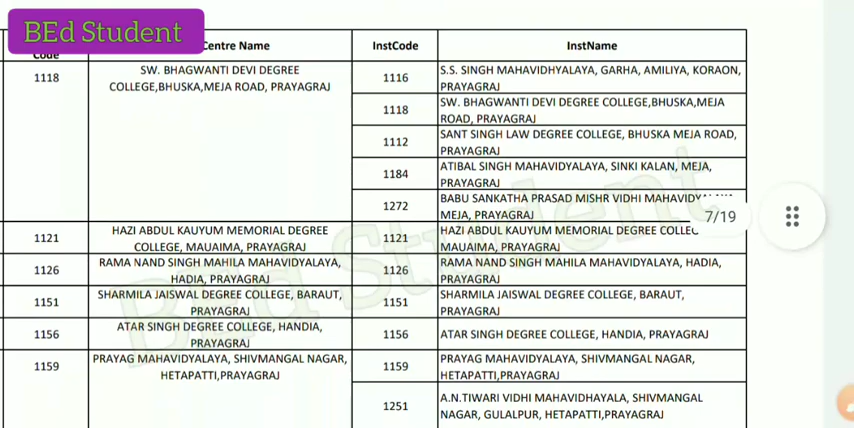 BEd Student
Code
Centre Name
InstCode
InstName
1118
SW. BHAGWANTI DEVI DEGREE
COLLEGE,BHUSKA,MEJA ROAD, PRAYAGRAJ
1116
S.S. SINGH MAHAVIDHYALAYA, GARHA, AMILIYA, KORAON,
PRAYAGRAJ
1118
SW. BHAGWANTI DEVI DEGREE COLLEGE,BHUSKA,MEJA
ROAD, PRAYAGRAJ
1112
SANT SINGH LAW DEGREE COLLEGE, BHUSKA MEJA ROAD,
PRAYAGRAJ
1184
ATIBAL SINGH MAHAVIDYALAYA, SINKI KALAN, MEJA,
PRAYAGRAJ
1272
BABU SANKATHA PRASAD MISHR VIDHI
MEJA, PRAYAGRAJ
7/19
1121
HAZI ABDUL KAUYUM MEMORIAL DEGREE
COLLEGE, MAUAIMA, PRAYAGRAJ
1121
HAZI ABDUL KAUYUM MEMORIAL DEGREE
MAUAIMA, PRAYAGRAJ
1126
RAMA NAND SINGH MAHILA MAHAVIDYALAYA,
HADIA, PRAYAGRAJ
1126
RAMA NAND SINGH MAHILA MAHAVIDYALAYA, HADIA,
PRAYAGRAJ
1151
SHARMILA JAISWAL DEGREE COLLEGE, BARAUT,
PRAYAGRAJ
1151
SHARMILA JAISWAL DEGREE COLLEGE, BARAUT,
PRAYAGRAJ
1156
ATAR SINGH DEGREE COLLEGE, HANDIA,
PRAYAGRAJ
1156
ATAR SINGH DEGREE COLLEGE, HANDIA, PRAYAGRAJ
1159
PRAYAG MAHAVIDYALAYA, SHIVMANGAL NAGAR,
HETAPATTI,PRAYAGRAJ
1159
PRAYAG MAHAVIDYALAYA, SHIVMANGAL NAGAR,
HETAPATTI,PRAYAGRAJ
1251
A.N.TIWARI VIDHI MAHAVIDHAYALA, SHIVMANGAL
NAGAR, GULALPUR, HETAPATTI,PRAYAGRAJ
BEd Student